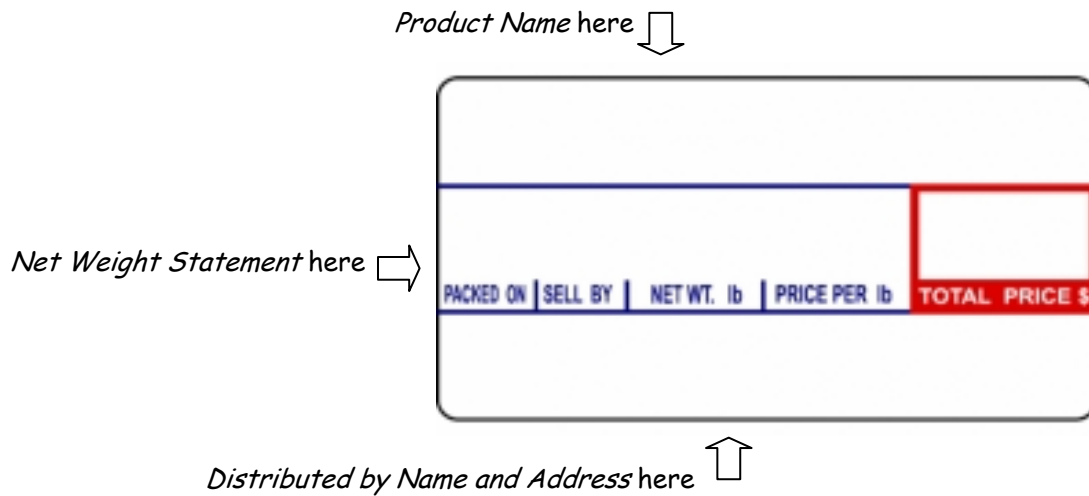 Product Name here
Net Weight Statement here
PACKED ON SELL BY NET WT. lb PRICE PER lb TOTAL PRICE $
Distributed by Name and Address here